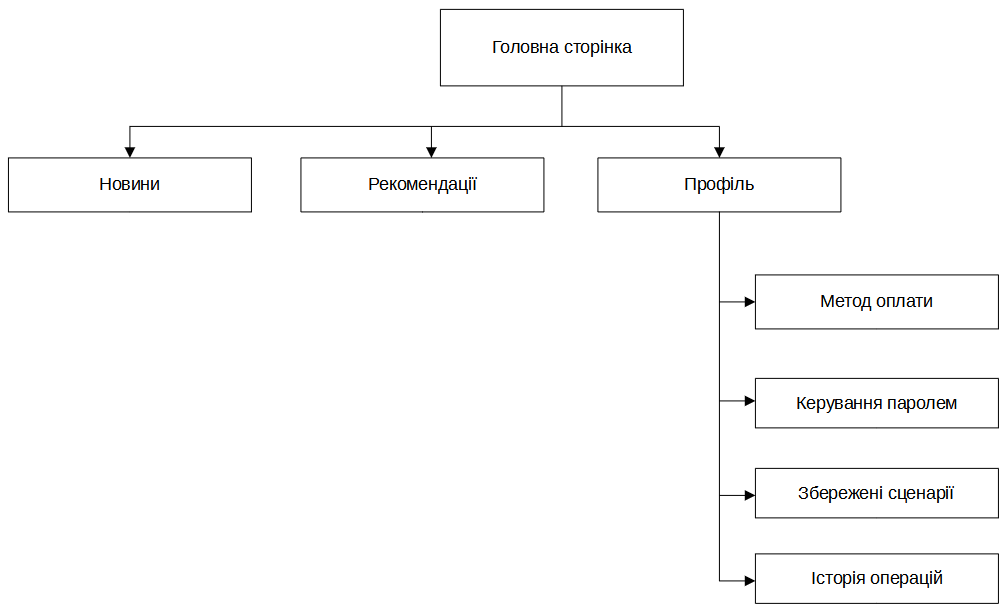 Головна сторінка
Новини
Рекомендації
Профіль
Метод оплати
Керування паролем
Збережені сценарії
Історія операцій